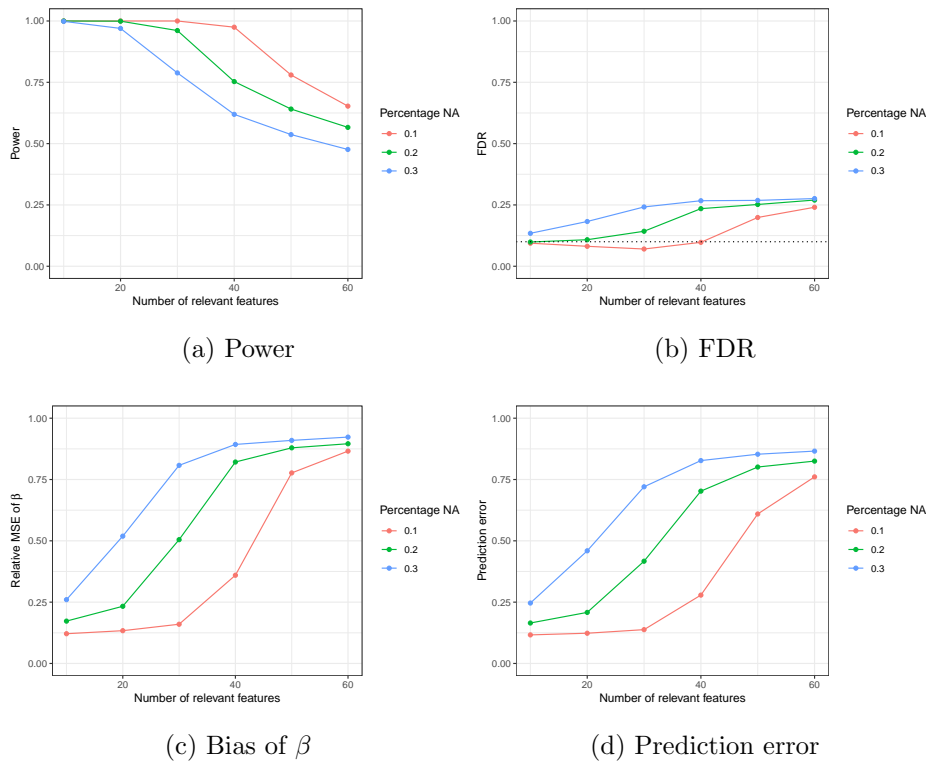 1.00
0.75
0.50
0.25
0.00
Power
20
40
60
Number of relevant features
Percentage NA
0.1
0.2
0.3
(a) Power
1.00
0.75
0.50
0.25
0.00
FDR
20
40
60
Number of relevant features
Percentage NA
0.1
0.2
0.3
(b) FDR
1.00
0.75
0.50
0.25
0.00
Relative MSE of β
20
40
60
Number of relevant features
Percentage NA
0.1
0.2
0.3
(c) Bias of β
1.00
0.75
0.50
0.25
0.00
Prediction error
20
40
60
Number of relevant features
Percentage NA
0.1
0.2
0.3
(d) Prediction error